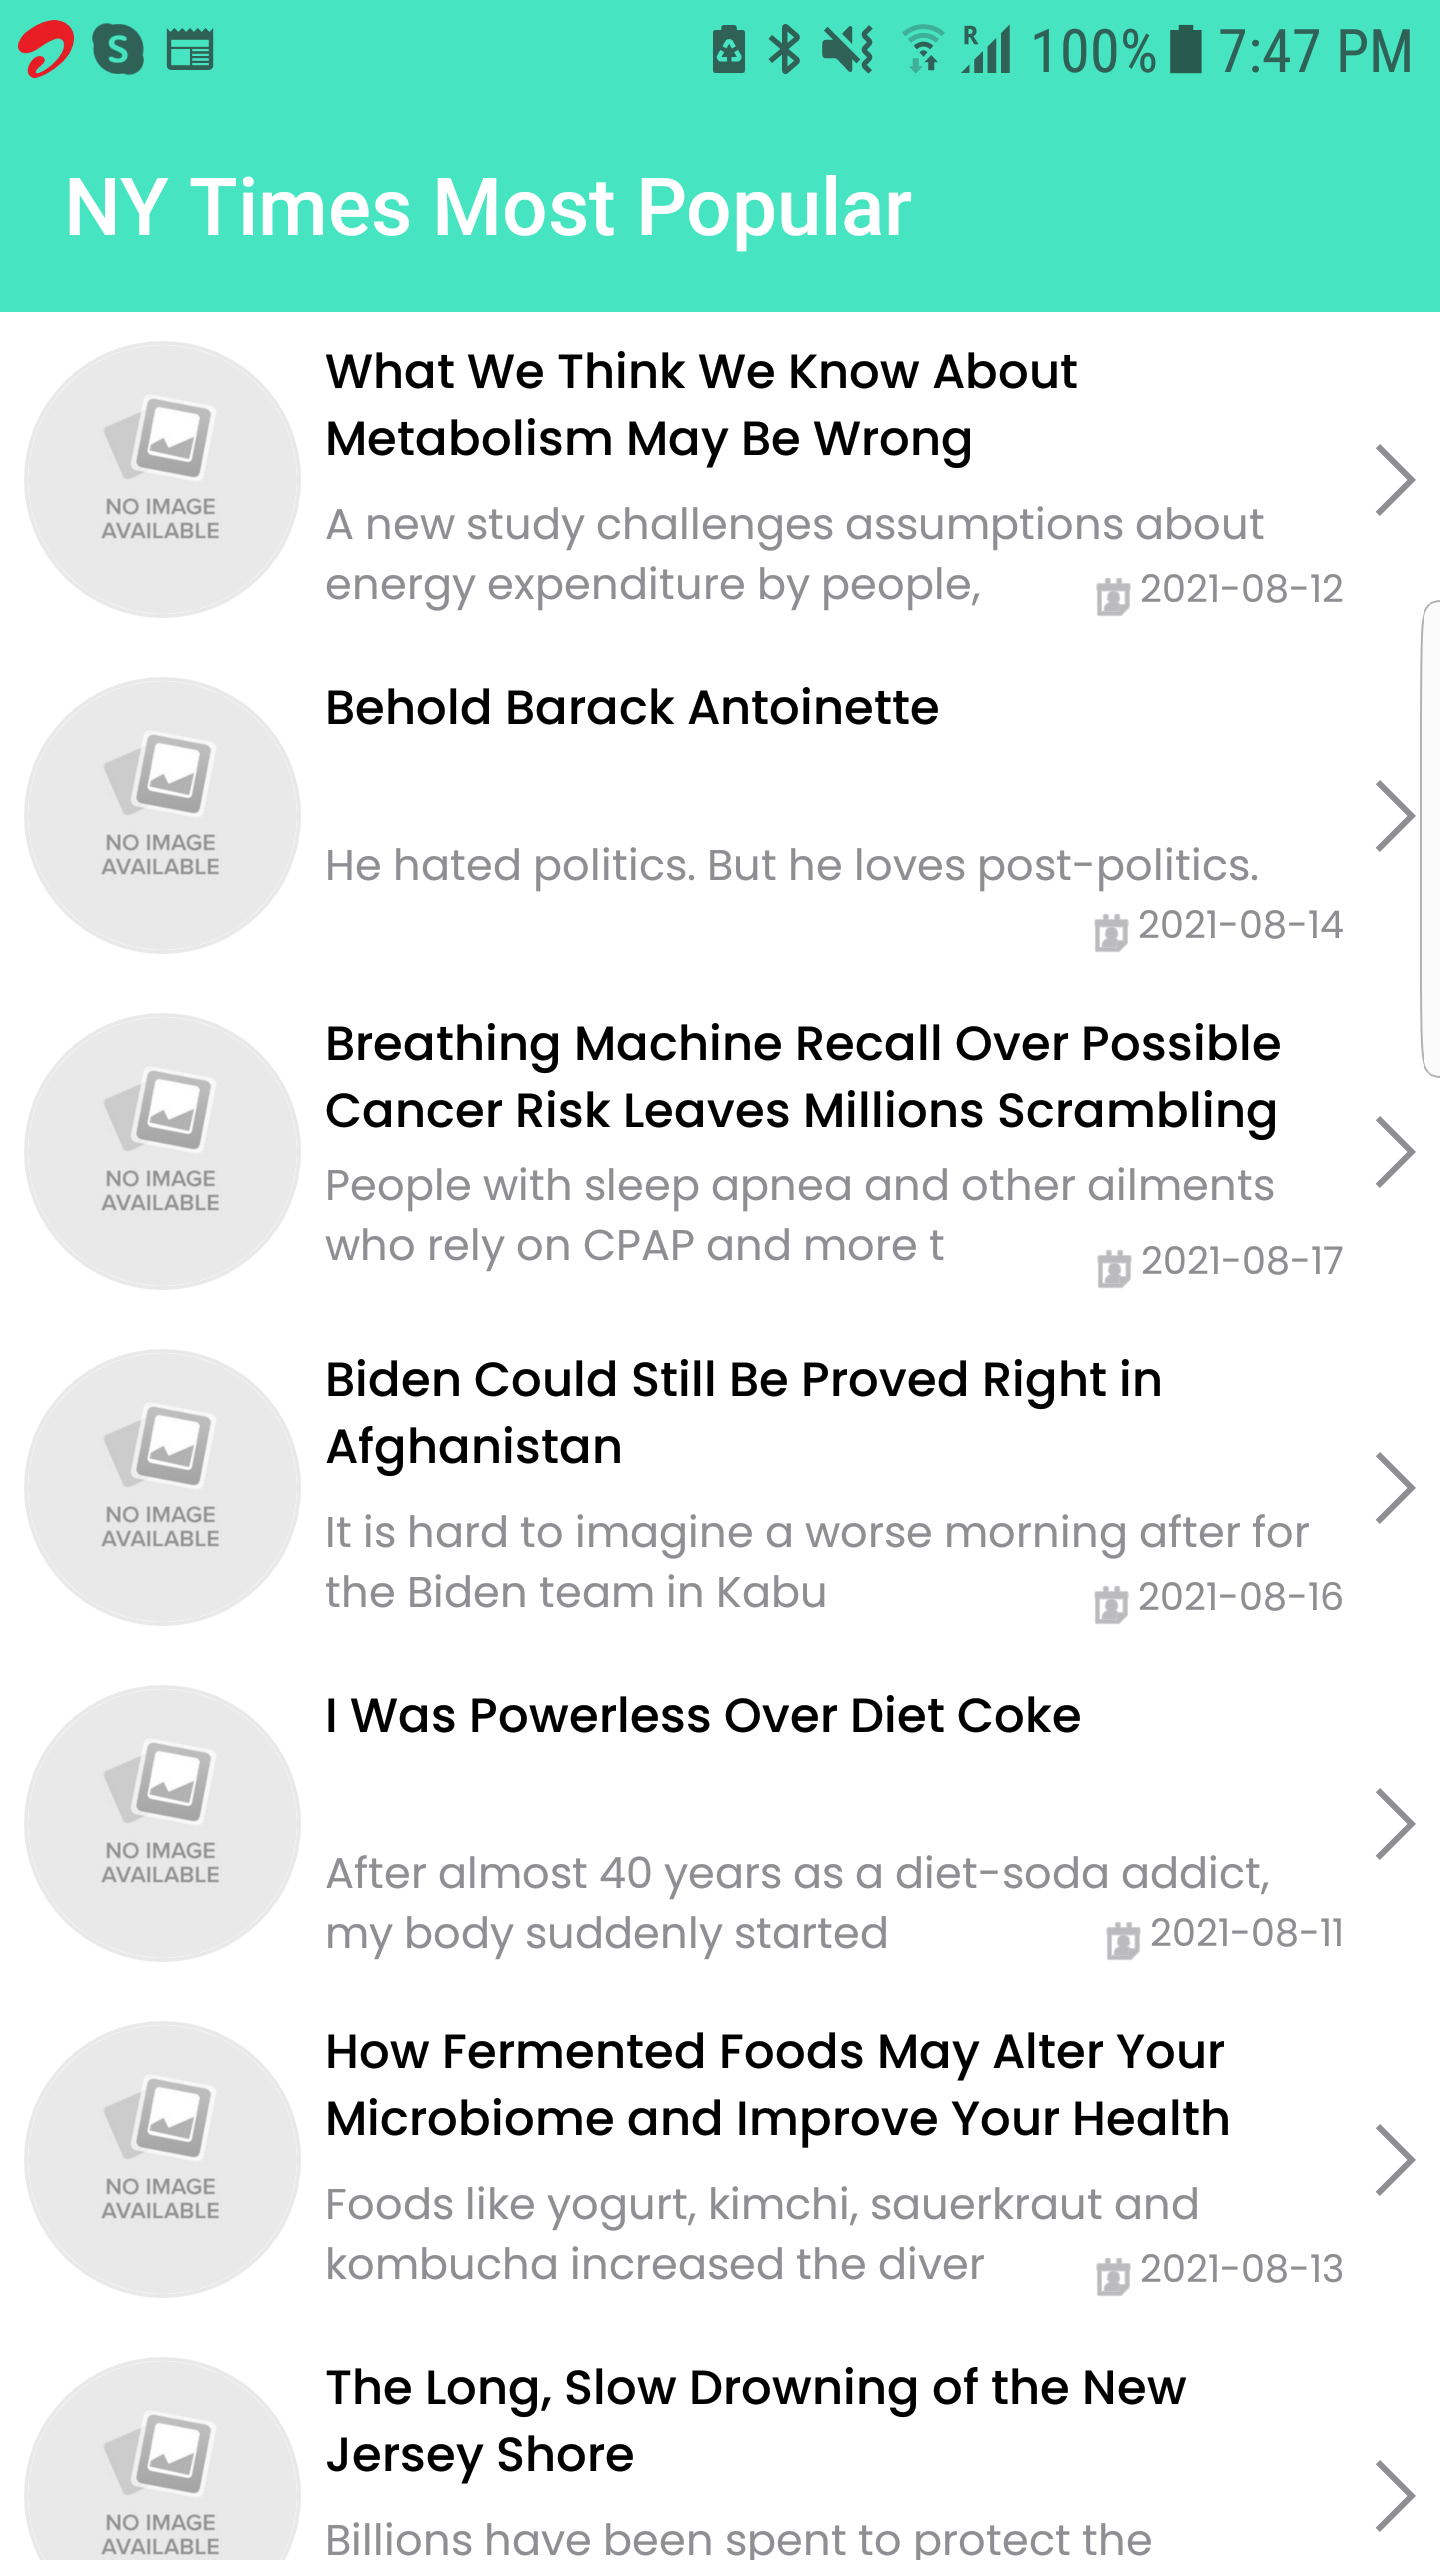 S
R
100%
7:47 PM
NY Times Most Popular
NO IMAGE
AVAILABLE
What We Think We Know About
Metabolism May Be Wrong
A new study challenges assumptions about
energy expenditure by people,
2021-08-12
NO IMAGE
AVAILABLE
Behold Barack Antoinette
He hated politics. But he loves post-politics.
2021-08-14
NO IMAGE
AVAILABLE
Breathing Machine Recall Over Possible
Cancer Risk Leaves Millions Scrambling
People with sleep apnea and other ailments
who rely on CPAP and more t
2021-08-17
NO IMAGE
AVAILABLE
Biden Could Still Be Proved Right in
Afghanistan
It is hard to imagine a worse morning after for
the Biden team in Kabu
2021-08-16
NO IMAGE
AVAILABLE
I Was Powerless Over Diet Coke
After almost 40 years as a diet-soda addict,
my body suddenly started
2021-08-11
NO IMAGE
AVAILABLE
How Fermented Foods May Alter Your
Microbiome and Improve Your Health
Foods like yogurt, kimchi, sauerkraut and
kombucha increased the diver
2021-08-13
NO IMAGE
AVAILABLE
The Long, Slow Drowning of the New
Jersey Shore
Billions have been spent to protect the